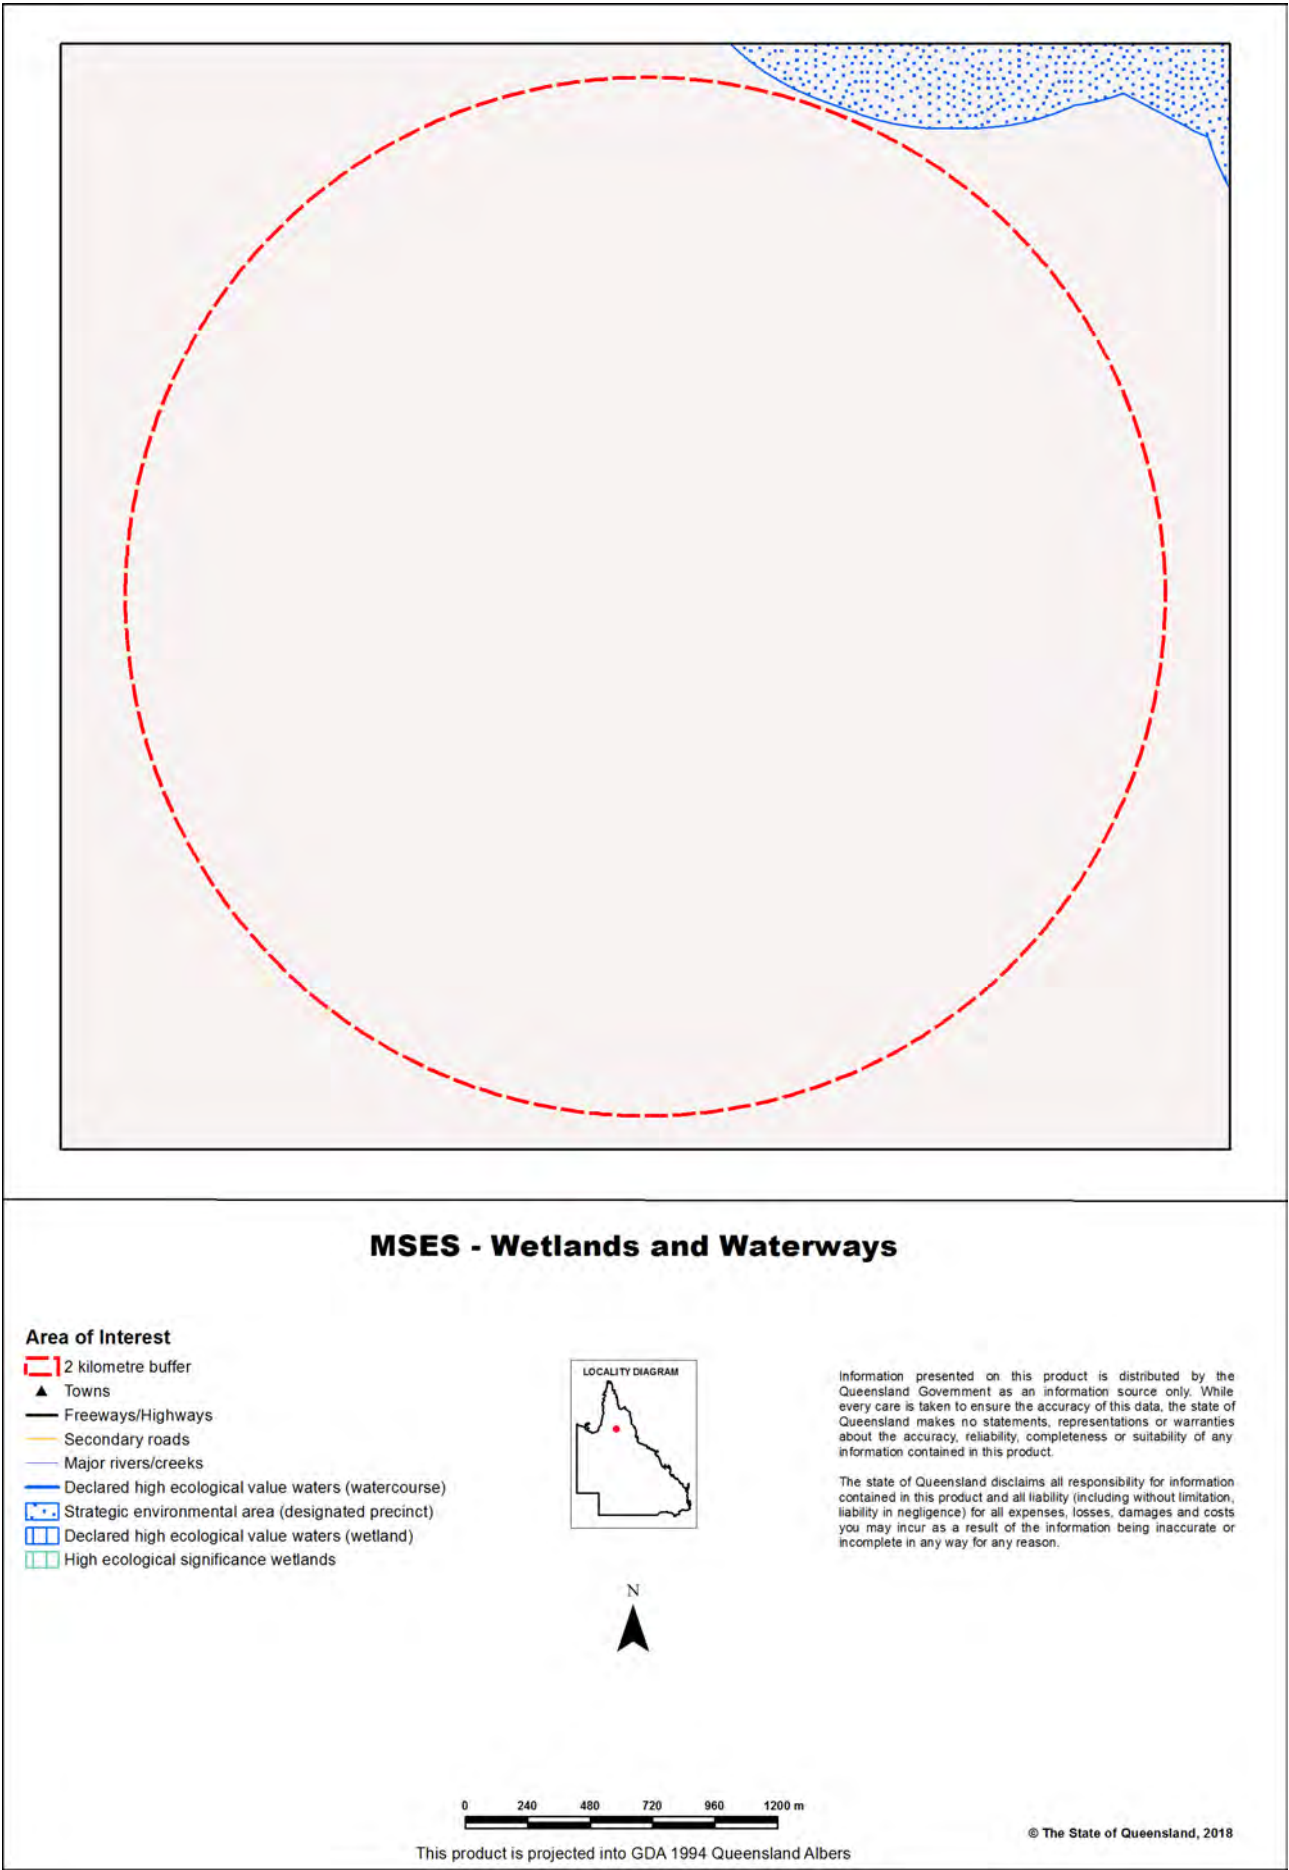 MSES - Wetlands and Waterways
Area of Interest
2 kilometre buffer
Towns
Freeways/Highways
Secondary roads
Major rivers/creeks
Declared high ecological value waters (watercourse)
Strategic environmental area (designated precinct)
Declared high ecological value waters (wetland)
High ecological significance wetlands
LOCALITY DIAGRAM
N
Information presented on this product is distributed by the
Queensland Government as an information source only. While
every care is taken to ensure the accuracy of this data, the state of
Queensland makes no statements, representations or warranties
about the accuracy, reliability, completeness or suitability of any
information contained in this product.
The state of Queensland disclaims all responsibility for information
contained in this product and all liability (including without limitation,
liability in negligence) for all expenses, losses, damages and costs
you may incur as a result of the information being inaccurate or
incomplete in any way for any reason.
0 240 480 720 960 1200 m
This product is projected into GDA 1994 Queensland Albers
© The State of Queensland, 2018